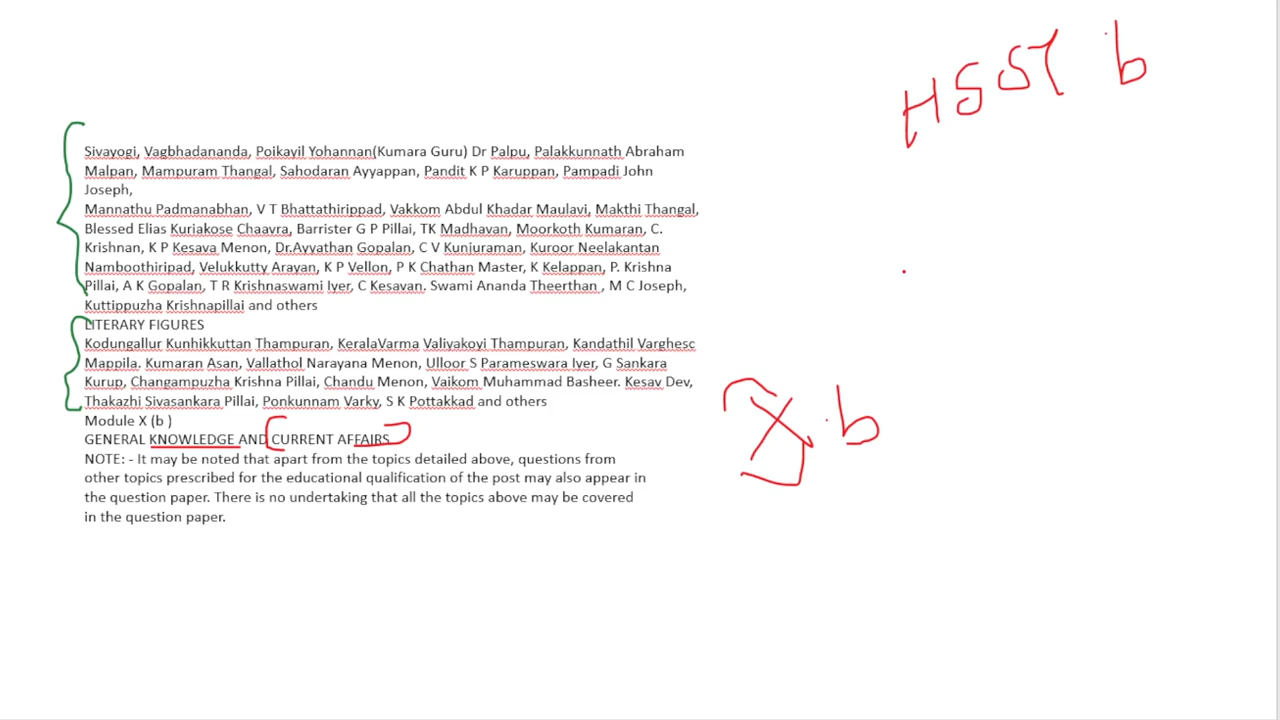 HSST b
Sivayogi, Vagbhadananda, Poikayil Yohannan(Kumara Guru) Dr Palpu, Palakkunnath Abraham
Malpan, Mampuram Thangal, Sahodaran Ayyappan, Pandit K P Karuppan, Pampadi John
Joseph,
Mannathu Padmanabhan, V T Bhattathirippad, Vakkom Abdul Khadar Maulavi, Makthi Thangal,
Blessed Elias Kuriakose Chaavra, Barrister G P Pillai, TK Madhavan, Moorkoth Kumaran, C.
Krishnan, K P Kesava Menon, Dr.Ayyathan Gopalan, C V Kunjuraman, Kuroor Neelakantan
Namboothiripad, Velukkutty Arayan, K P Vellon, P K Chathan Master, K Kelappan, P. Krishna
Pillai, A K Gopalan, T R Krishnaswami Iyer, C Kesavan. Swami Ananda Theerthan , M C Joseph,
Kuttippuzha Krishnapillai and others
LITERARY FIGURES
Kodungallur Kunhikkuttan Thampuran, KeralaVarma Valiyakoyi Thampuran, Kandathil Varghesc
Mappila. Kumaran Asan, Vallathol Narayana Menon, Ulloor S Parameswara Iyer, G Sankara
Kurup, Changampuzha Krishna Pillai, Chandu Menon, Vaikom Muhammad Basheer. Kesav Dev,
Thakazhi Sivasankara Pillai, Ponkunnam Varky, S K Pottakkad and others
Module X (b )
X b
GENERAL KNOWLEDGE AND CURRENT AFFAIRS
NOTE: - It may be noted that apart from the topics detailed above, questions from
other topics prescribed for the educational qualification of the post may also appear in
the question paper. There is no undertaking that all the topics above may be covered
in the question paper.